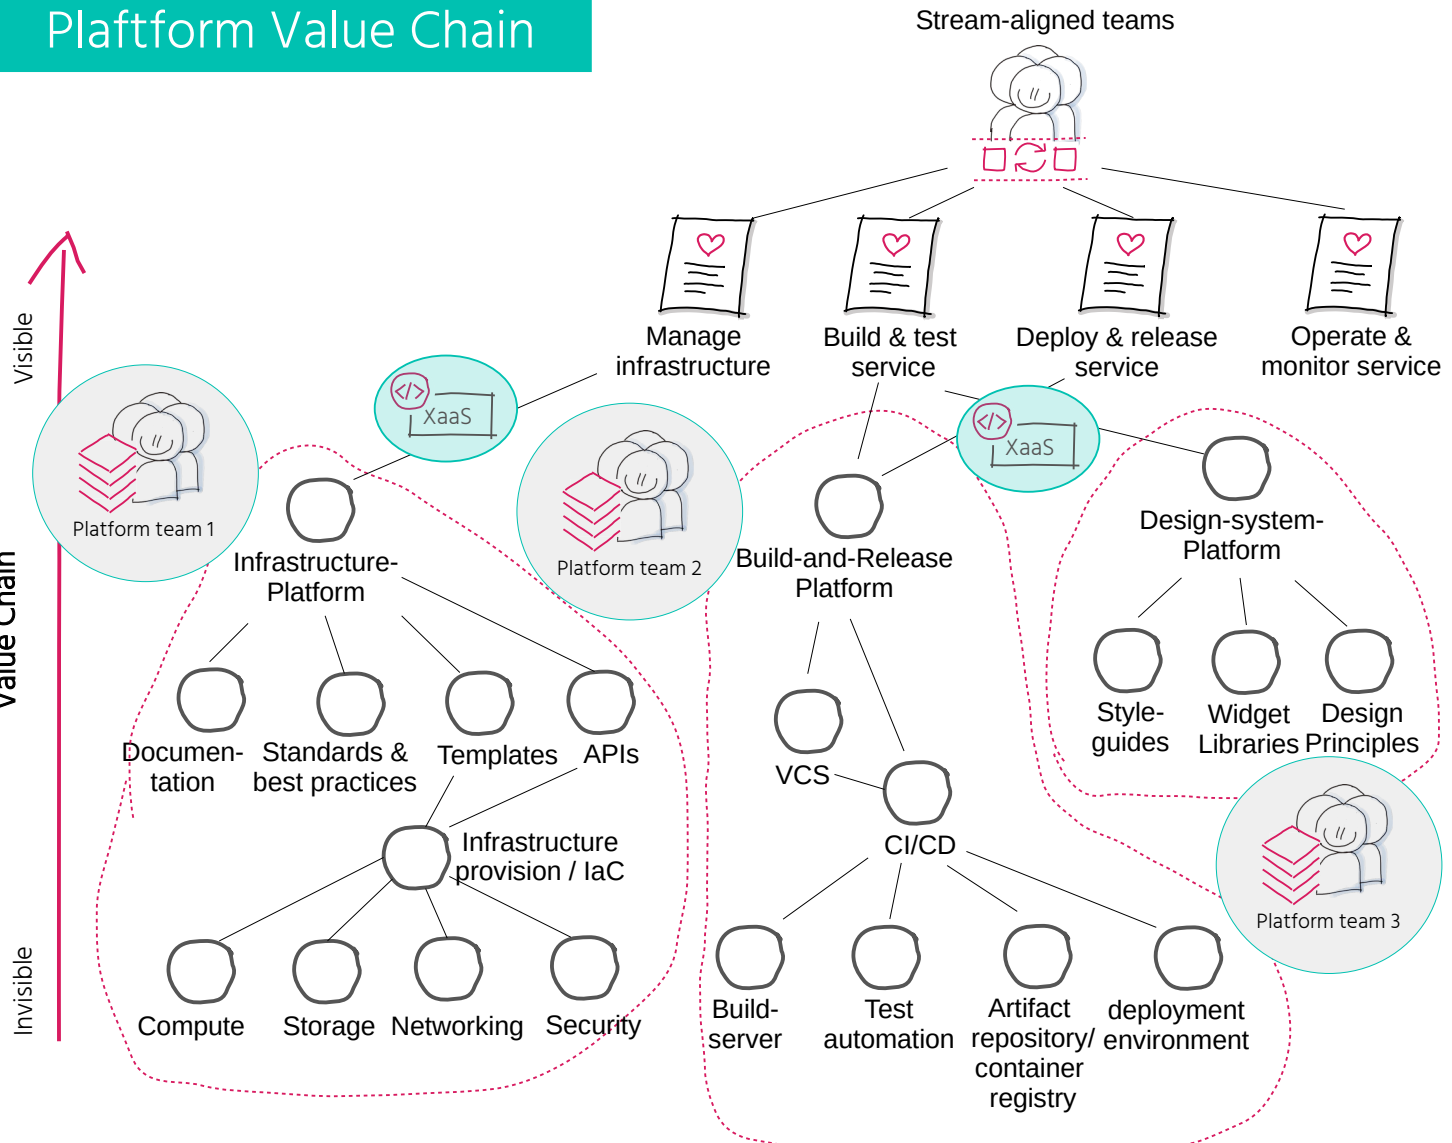 Plaftform Value Chain
Stream-aligned teams
Manage
infrastructure
Build & test
service
Deploy & release
service
Operate &
monitor service
Visible
Value Chain
Invisible
</>
XaaS
</>
XaaS
Platform team 1
Platform team 2
Infrastructure-
Platform
Build-and-Release
Platform
Design-system-
Platform
Documen-
tation
Standards &
best practices
Templates
APIs
VCS
Style-
guides
Widget
Libraries
Design
Principles
Infrastructure
provision / IaC
CI/CD
Platform team 3
Compute
Storage
Networking
Security
Build-
server
Test
automation
Artifact
repository/
container
registry
deployment
environment